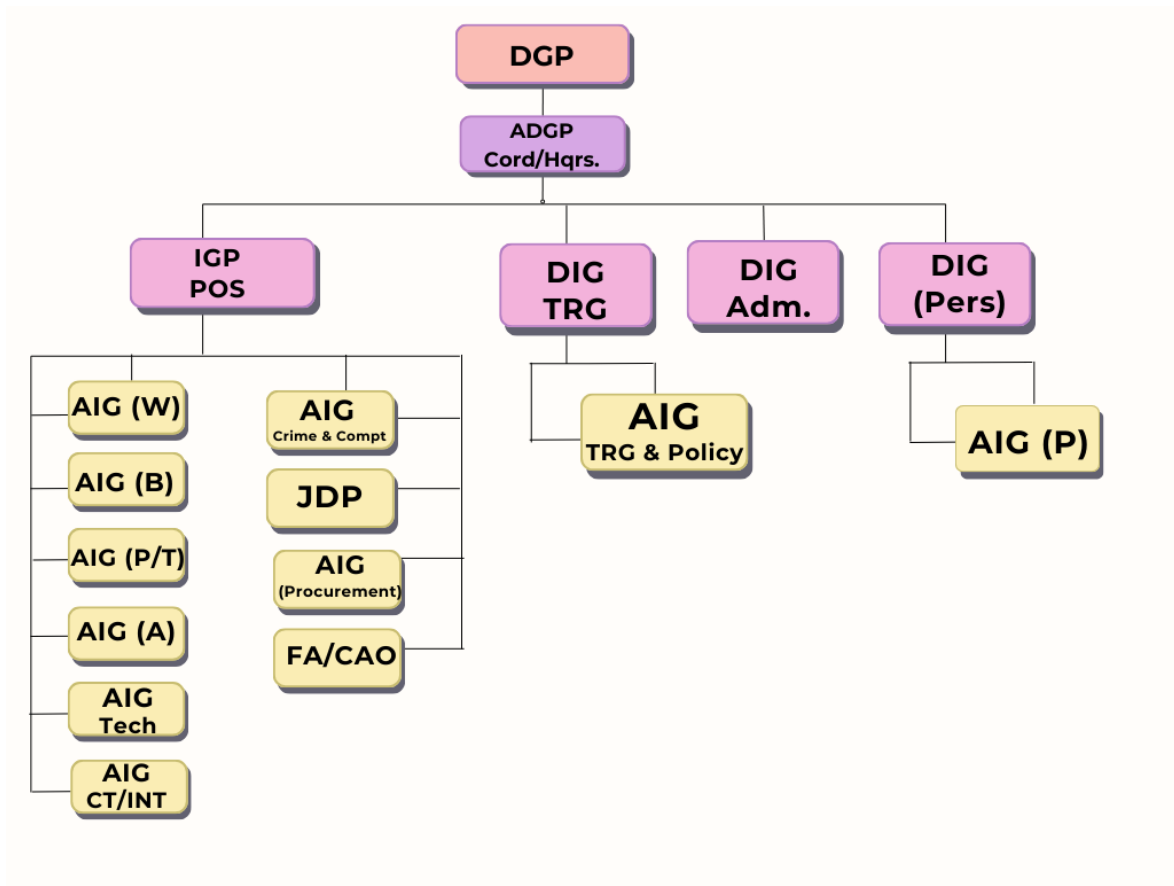 DGP
ADGP
Cord/Hqrs.
IGP
POS
DIG
TRG
DIG
Adm.
DIG
(Pers)
AIG (W)
AIG (B)
AIG (P/T)
AIG (A)
AIG
Tech
AIG
CT/INT
AIG
Crime & Compt
JDP
AIG
(Procurement)
FA/CAO
AIG
TRG & Policy
AIG (P)